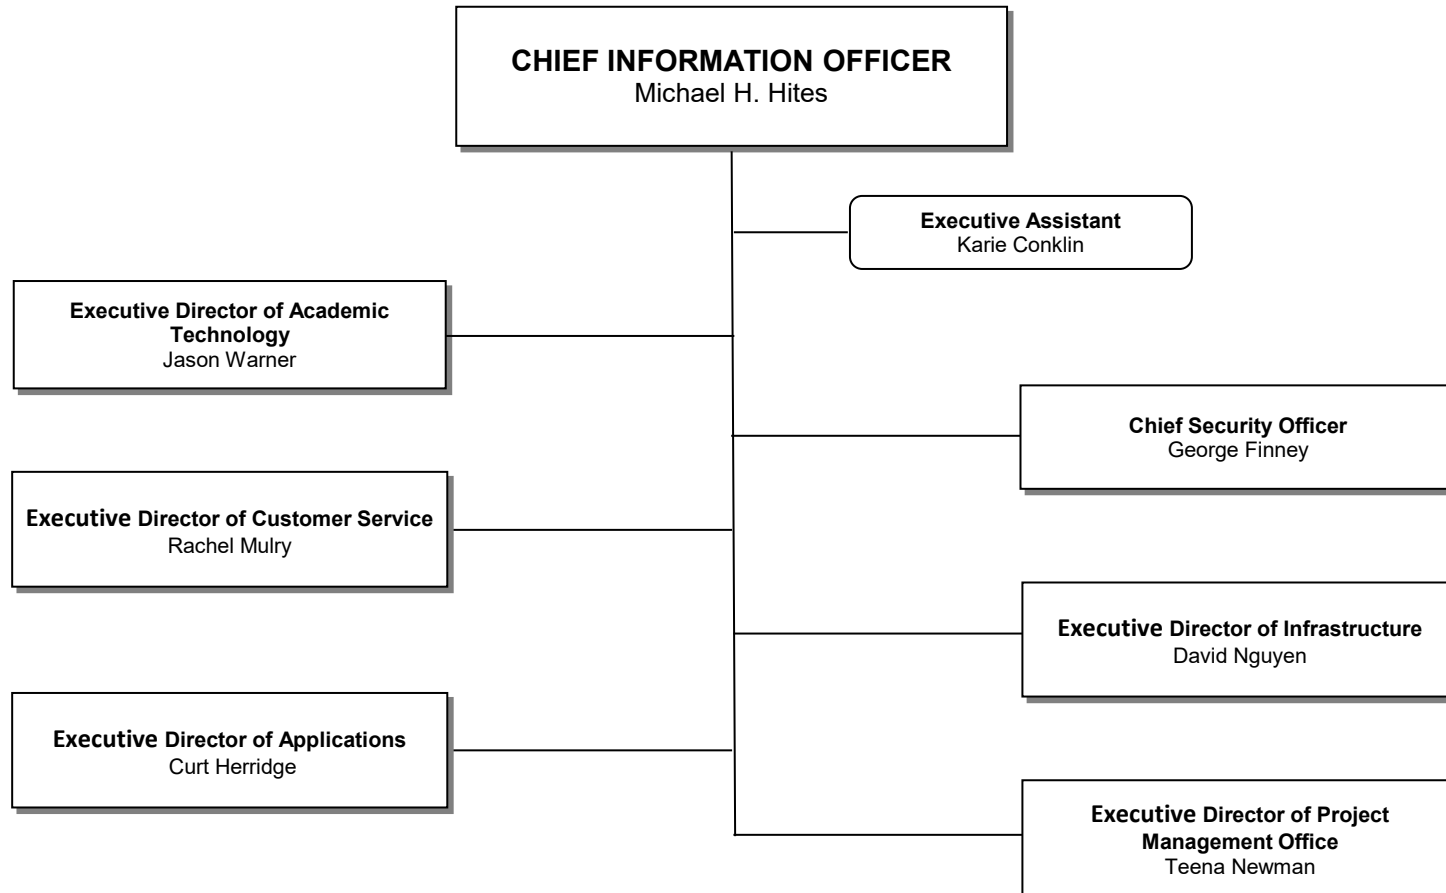 CHIEF INFORMATION OFFICER
Michael H. Hites
Executive Assistant
Karie Conklin
Executive Director of Academic
Technology
Jason Warner
Chief Security Officer
George Finney
Executive Director of Customer Service
Rachel Mulry
Executive Director of Infrastructure
David Nguyen
Executive Director of Applications
Curt Herridge
Executive Director of Project
Management Office
Teena Newman